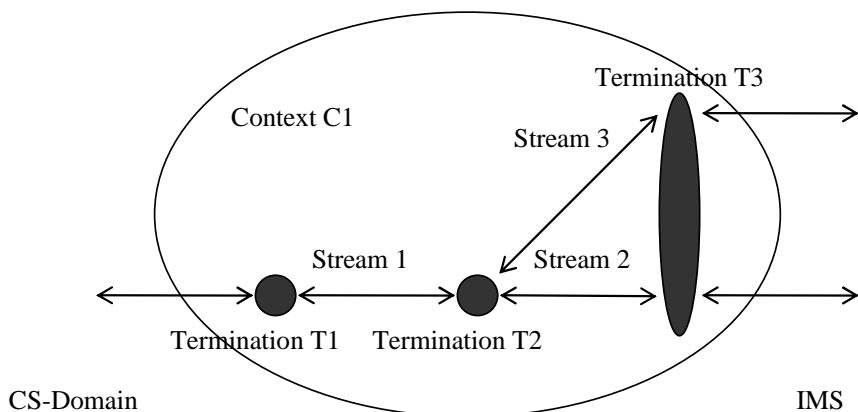 Termination T3
Context C1
Stream 3
Stream 1
Stream 2
Termination T1
Termination T2
CS-Domain
IMS